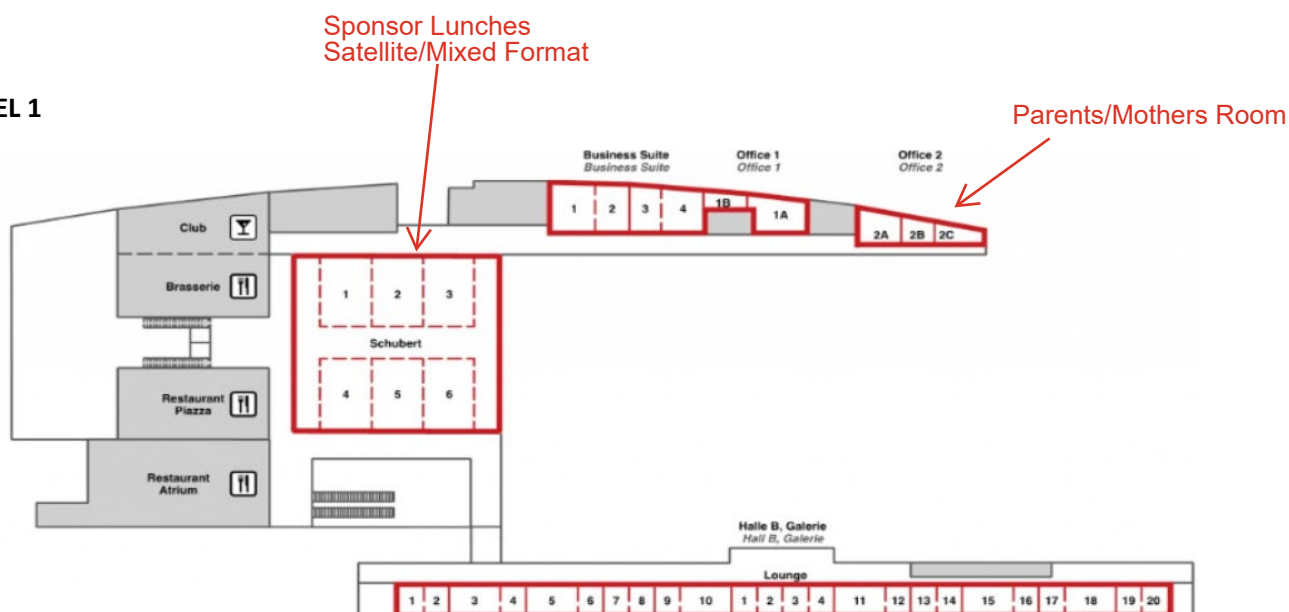 Sponsor Lunches
Satellite/Mixed Format
EL 1
Parents/Mothers Room
Business Suite
Business Suite
Office 1
Office 1
Office 2
Office 2
1 2 3 4 1B 1A
2A 2B 2C
Club
Brasserie
1 2 3
Schubert
4 5 6
Restaurant
Piazza
Restaurant
Atrium
Halle B, Galerie
Hall B, Galerie
Lounge
1 2 3 4 5 6 7 8 9 10 1 2 3 4 11 12 13 14 15 16 17 18 19 20